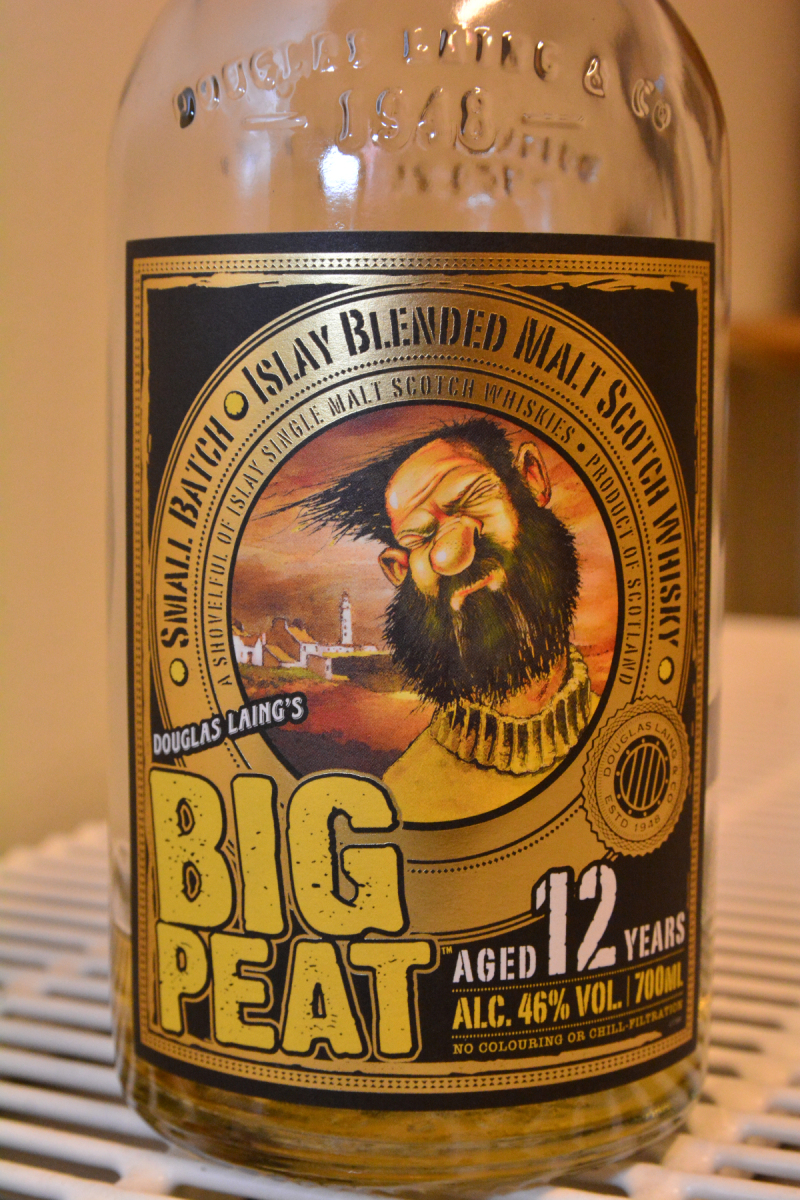 DOUGLAS LAING & CO
1948
SMALL BATCH • ISLAY BLENDED MALT SCOTCH WHISKY
A SHOVELFUL OF ISLAY SINGLE MALT SCOTCH WHISKIES • PRODUCT OF SCOTLAND
DOUGLAS LAING'S
BIG
PEAT™
DOUGLAS LAING & CO
ESTD 1948
AGED 12 YEARS
ALC. 46% VOL. | 700ML
NO COLOURING OR CHILL-FILTRATION